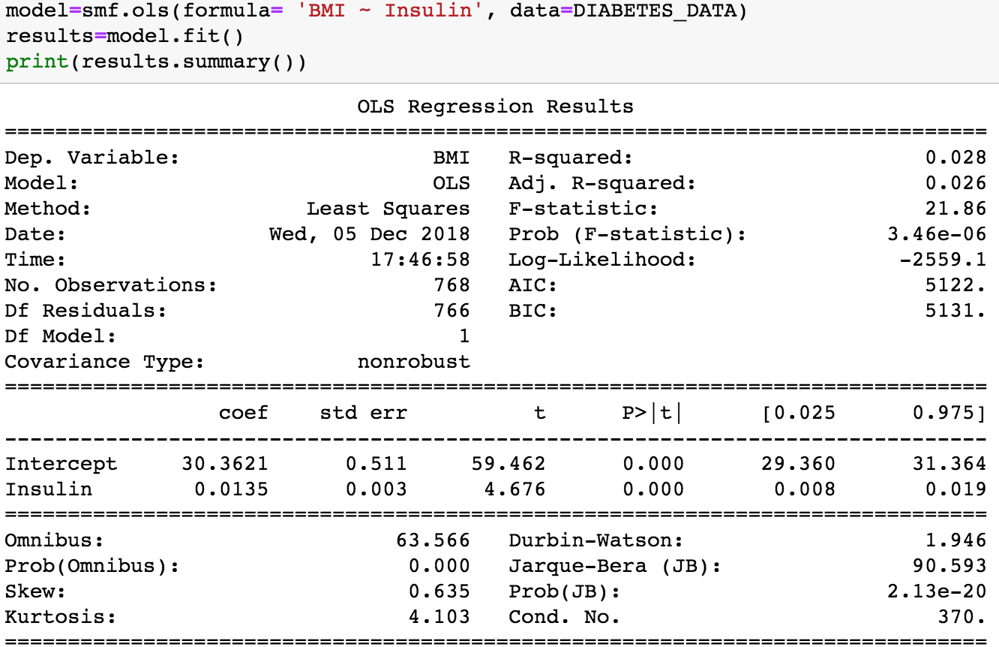 model=smf.ols(formula= 'BMI ~ Insulin', data=DIABETES_DATA)
results=model.fit()
print(results.summary())
OLS Regression Results
==============================================================================
Dep. Variable:                    BMI   R-squared:                       0.028
Model:                            OLS   Adj. R-squared:                  0.026
Method:                 Least Squares   F-statistic:                     21.86
Date:                Wed, 05 Dec 2018   Prob (F-statistic):           3.46e-06
Time:                        17:46:58   Log-Likelihood:                -2559.1
No. Observations:                 768   AIC:                             5122.
Df Residuals:                     766   BIC:                             5131.
Df Model:                           1
Covariance Type:            nonrobust
==============================================================================
                 coef    std err          t      P>|t|      [0.025      0.975]
------------------------------------------------------------------------------
Intercept     30.3621      0.511     59.462      0.000      29.360      31.364
Insulin        0.0135      0.003      4.676      0.000       0.008       0.019
==============================================================================
Omnibus:                       63.566   Durbin-Watson:                   1.946
Prob(Omnibus):                  0.000   Jarque-Bera (JB):               90.593
Skew:                           0.635   Prob(JB):                     2.13e-20
Kurtosis:                       4.103   Cond. No.                         370.
==============================================================================